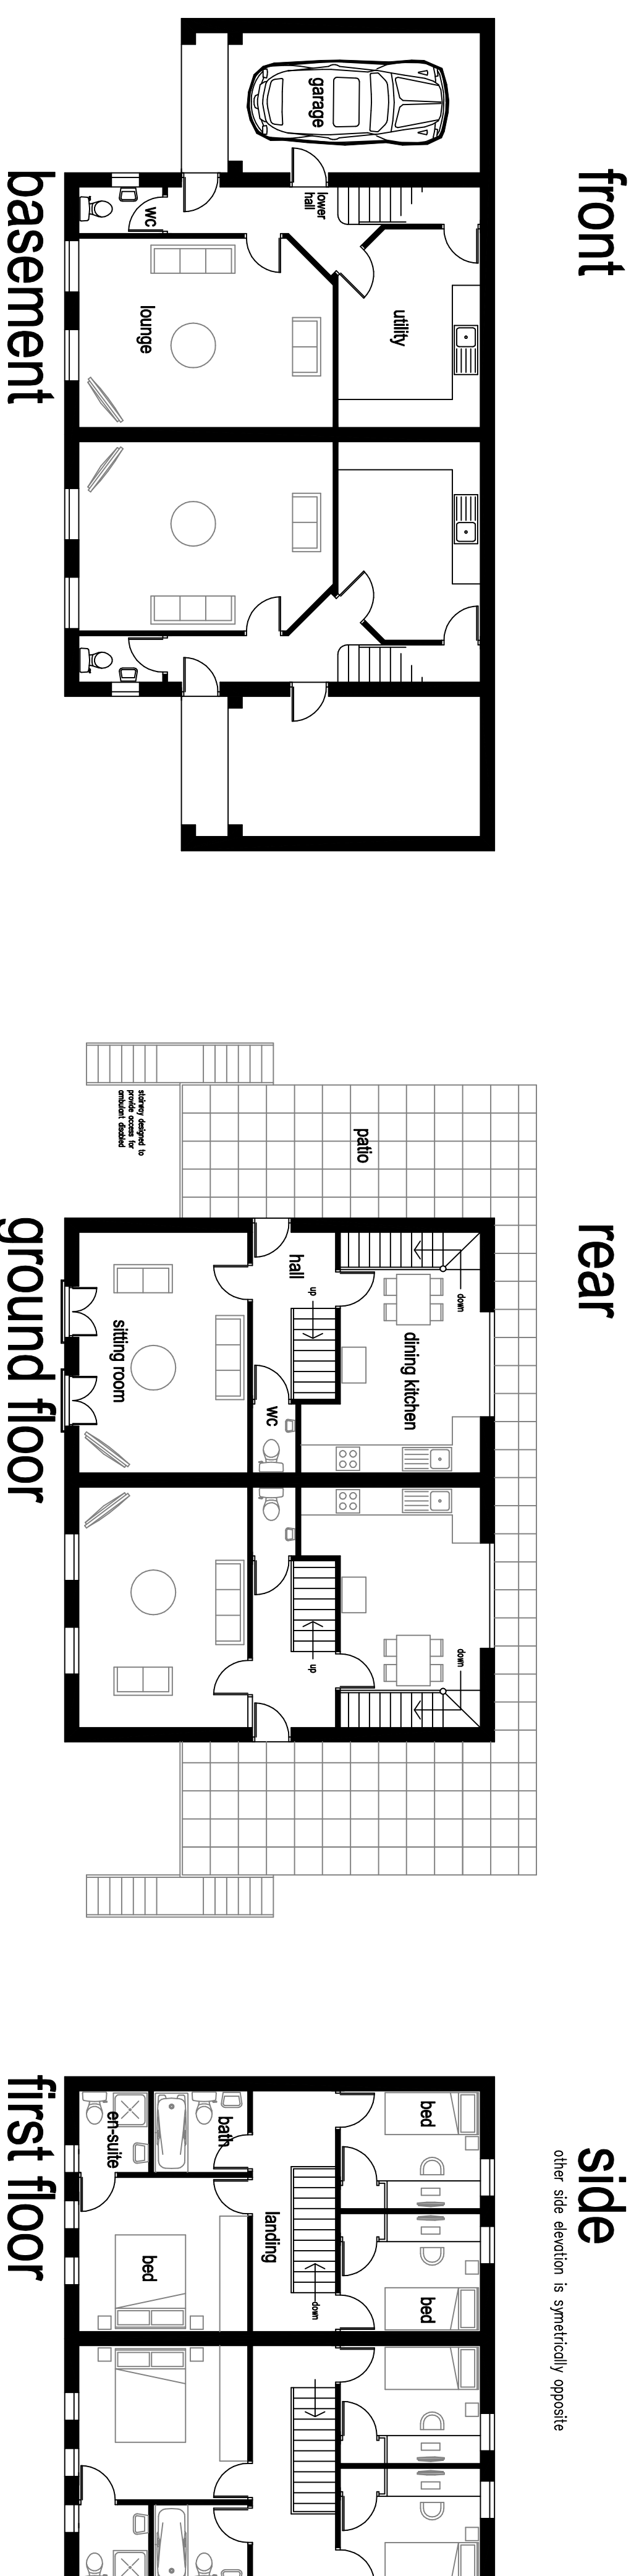 front
rear
side
other side elevation is symetrically opposite
garage
lower
hall
wc
lounge
utility
patio
stairway designed to
provide access for
ambulant disabled
hall
up
down
dining kitchen
sitting room
wc
up
down
bed
bath
en-suite
landing
bed
down
bed
basement
ground floor
first floor